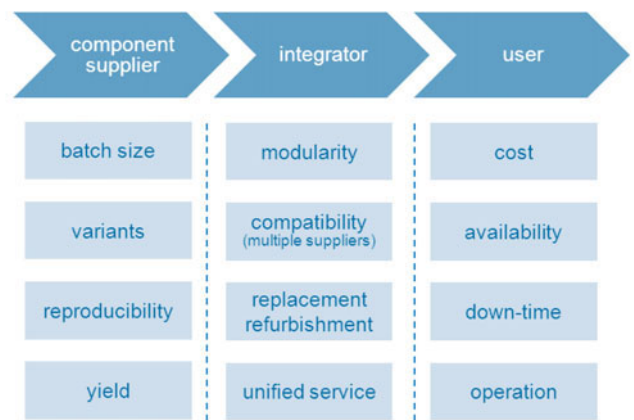 component
supplier
integrator
user
batch size
modularity
cost
variants
compatibility
(multiple suppliers)
availability
reproducibility
replacement
refurbishment
down-time
yield
unified service
operation